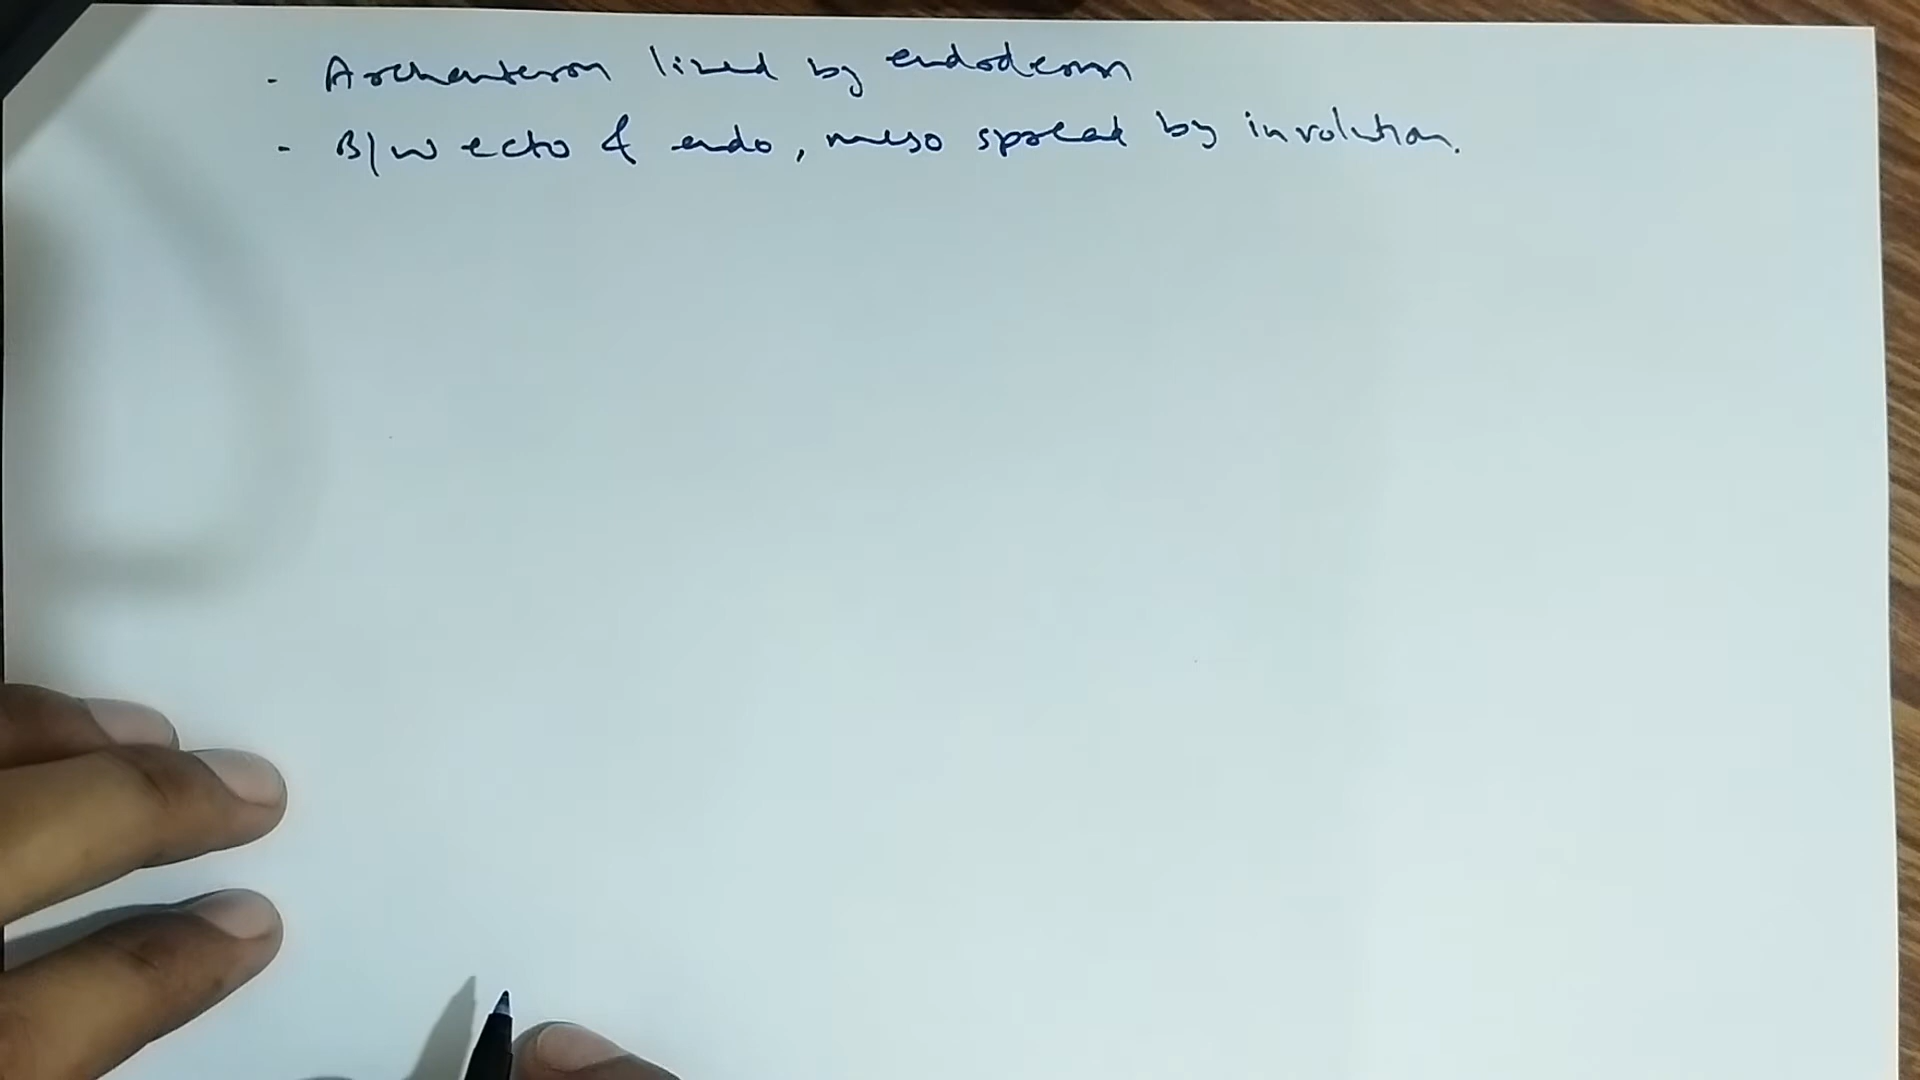 - Archenteron lined by endoderm
- B/w ecto & endo, meso spread by involution.